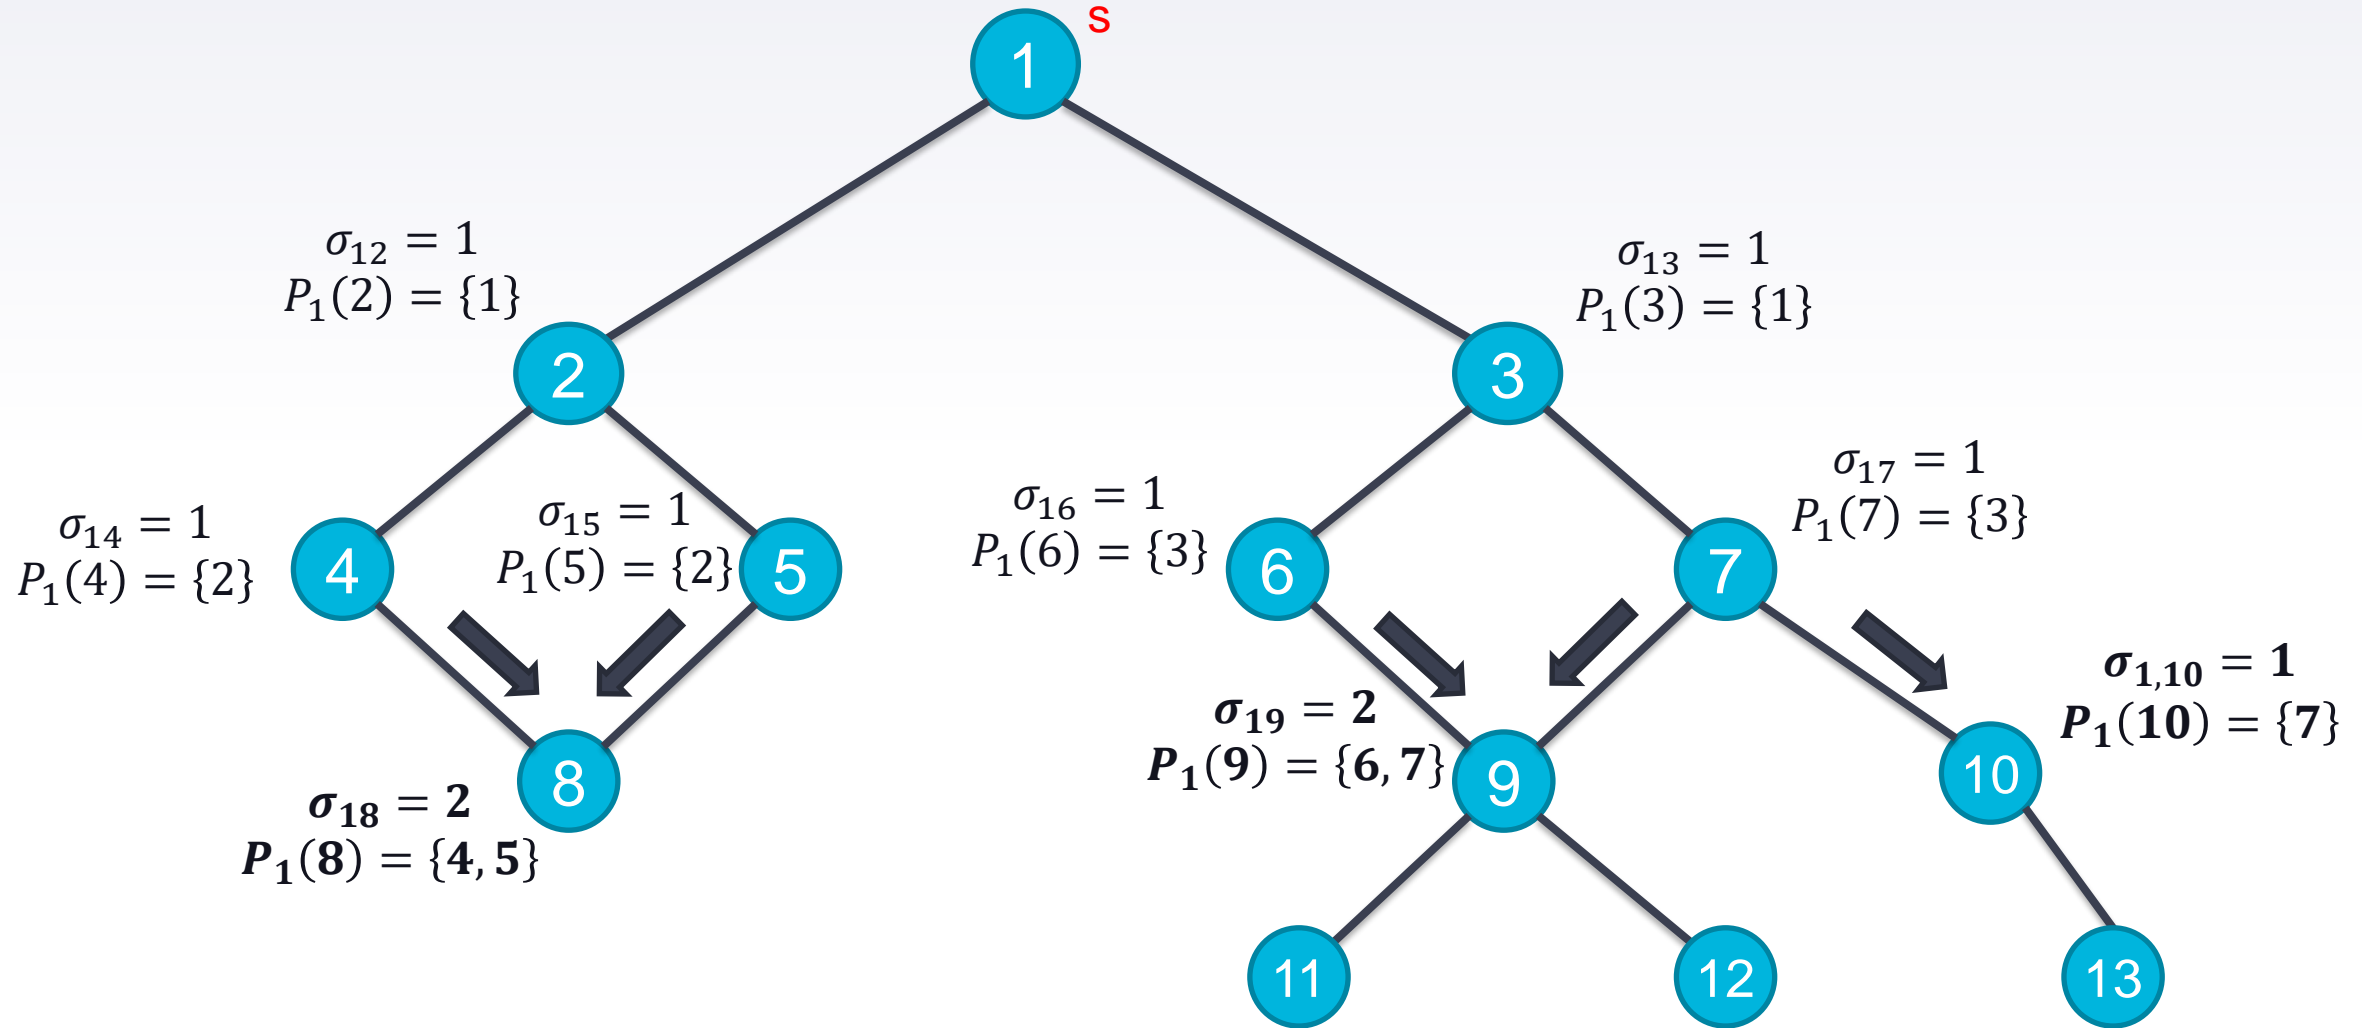 s
1
σ₁₂ = 1
P₁(2) = {1}
σ₁₃ = 1
P₁(3) = {1}
2
3
σ₁₄ = 1
P₁(4) = {2}
4
σ₁₅ = 1
P₁(5) = {2}
5
σ₁₆ = 1
P₁(6) = {3}
6
σ₁₇ = 1
P₁(7) = {3}
7
σ₁₈ = 2
P₁(8) = {4, 5}
8
σ₁₉ = 2
P₁(9) = {6, 7}
9
σ₁,₁₀ = 1
P₁(10) = {7}
10
11
12
13